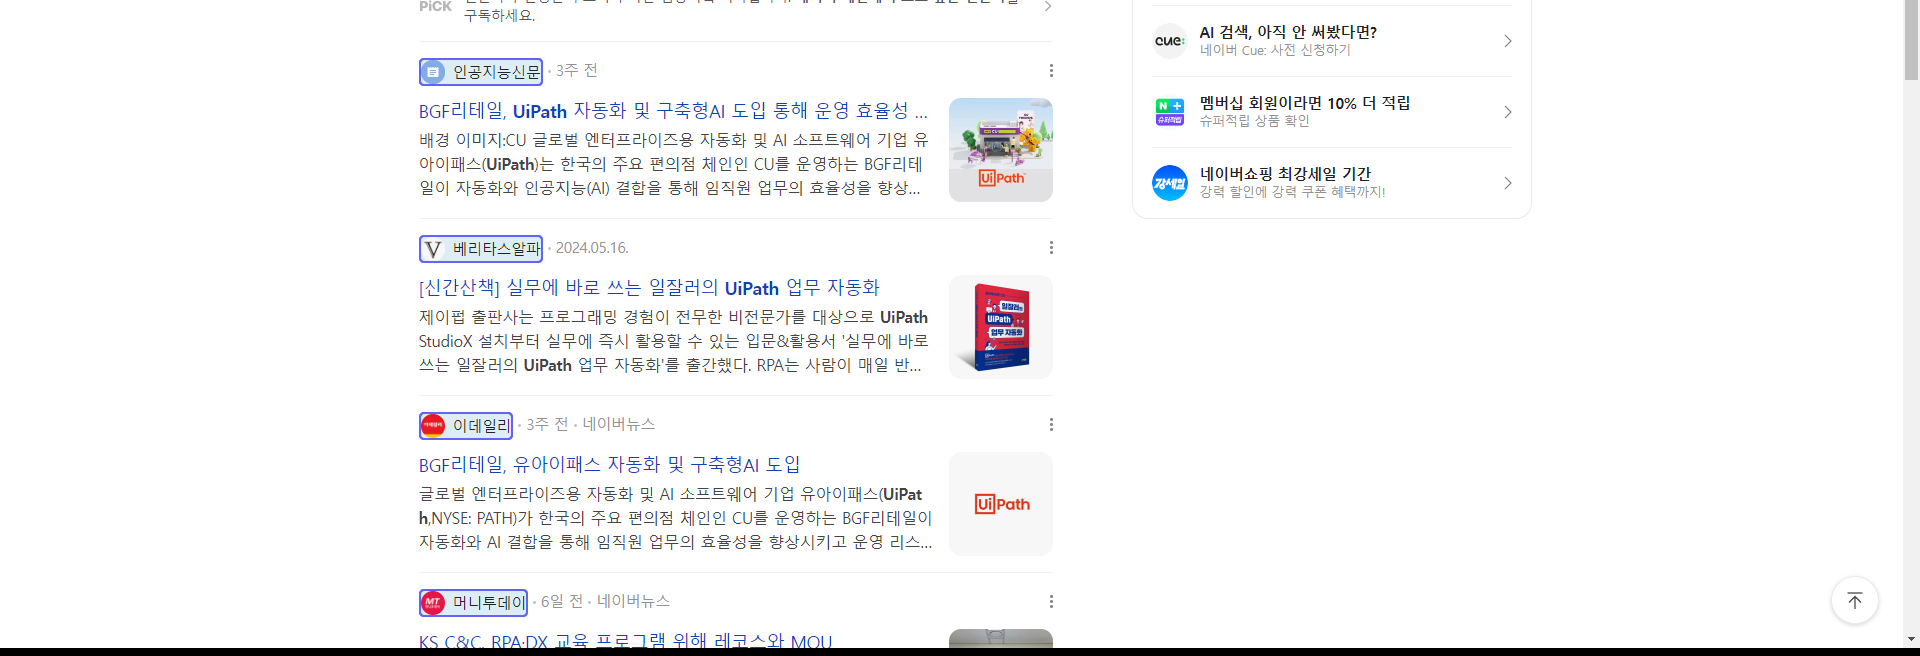 PiCK
구독하세요.
인공지능신문 · 3주 전
BGF리테일, UiPath 자동화 및 구축형AI 도입 통해 운영 효율성 ...
배경 이미지:CU 글로벌 엔터프라이즈용 자동화 및 AI 소프트웨어 기업 유
아이패스(UiPath)는 한국의 주요 편의점 체인인 CU를 운영하는 BGF리테
일이 자동화와 인공지능(AI) 결합을 통해 임직원 업무의 효율성을 향상...
UiPath
베리타스알파 · 2024.05.16.
[신간산책] 실무에 바로 쓰는 일잘러의 UiPath 업무 자동화
제이펍 출판사는 프로그래밍 경험이 전무한 비전문가를 대상으로 UiPath
StudioX 설치부터 실무에 즉시 활용할 수 있는 입문&활용서 '실무에 바로
쓰는 일잘러의 UiPath 업무 자동화'를 출간했다. RPA는 사람이 매일 반...
일잘러의
UiPath
업무 자동화
이데일리 · 3주 전 · 네이버뉴스
BGF리테일, 유아이패스 자동화 및 구축형AI 도입
글로벌 엔터프라이즈용 자동화 및 AI 소프트웨어 기업 유아이패스(UiPat
h,NYSE: PATH)가 한국의 주요 편의점 체인인 CU를 운영하는 BGF리테일이
자동화와 AI 결합을 통해 임직원 업무의 효율성을 향상시키고 운영 리스...
UiPath
MT
머니투데이 · 6일 전 · 네이버뉴스
KS C&C, RPA·DX 교육 프로그램 위해 레코스와 MOU
cue:
AI 검색, 아직 안 써봤다면?
네이버 Cue: 사전 신청하기
N +
슈퍼적립
멤버십 회원이라면 10% 더 적립
슈퍼적립 상품 확인
강세일
네이버쇼핑 최강세일 기간
강력 할인에 강력 쿠폰 혜택까지!